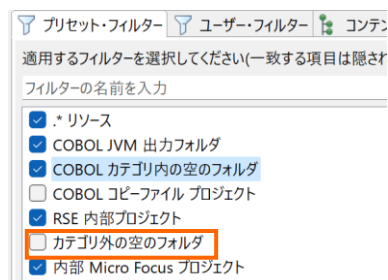 プリセット・フィルター ユーザー・フィルター コンテン
適用するフィルターを選択してください(一致する項目は隠され
フィルターの名前を入力
.* リソース
COBOL JVM 出力フォルダ
COBOL カテゴリ内の空のフォルダ
COBOL コピーファイル プロジェクト
RSE 内部プロジェクト
カテゴリ外の空のフォルダ
内部 Micro Focus プロジェクト